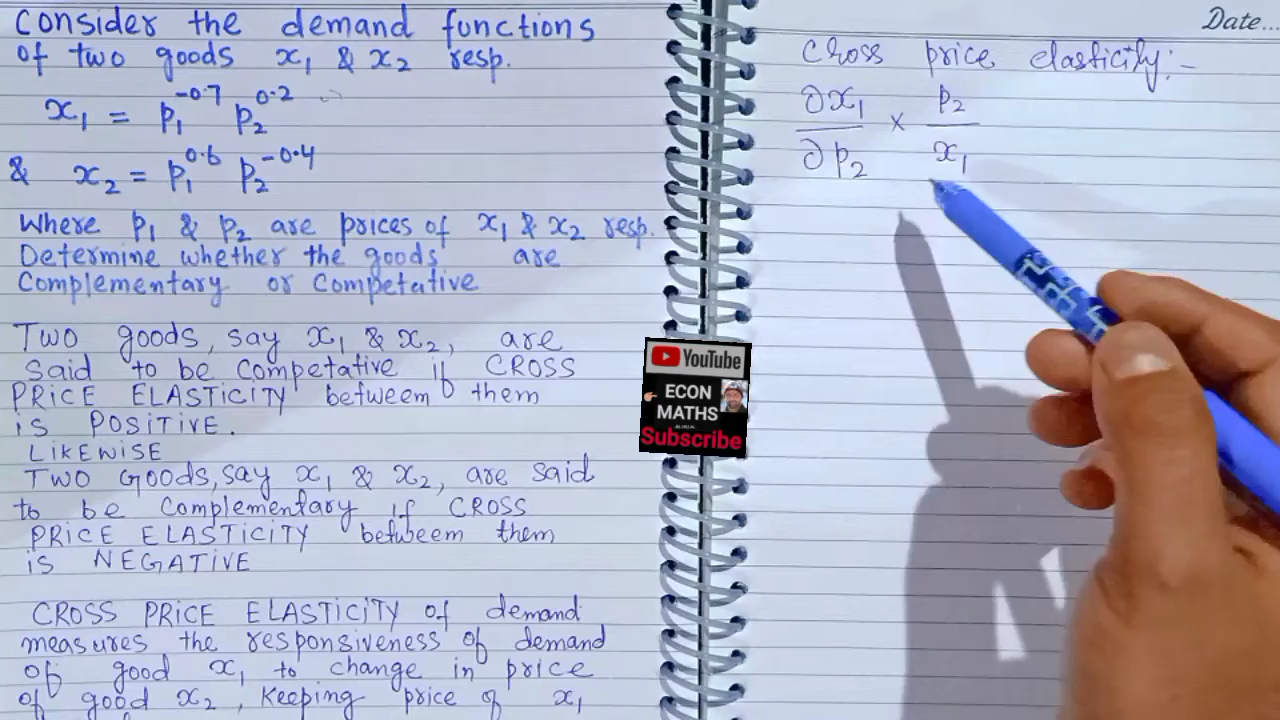 Consider the demand functions
of two goods x₁ & x₂ resp.
x₁ = p₁^-0.7 p₂^0.2
& x₂ = p₁^0.6 p₂^-0.4
Where p₁ & p₂ are prices of x₁ & x₂ resp.
Determine whether the goods are
Complementary or Competative
Two goods, say x₁ & x₂, are
said to be Competative if CROSS
PRICE ELASTICITY betweem them
is POSITIVE.
LIKEWISE
TWO GOODS, say x₁ & x₂, are said
to be Complementary if CROSS
PRICE ELASTICITY betweem them
is NEGATIVE
CROSS PRICE ELASTICITY of demand
measures the responsiveness of demand
of good x₁ to change in price
of good x₂, Keeping price of x₁
YouTube
ECON
MATHS
Subscribe
Date...
Cross price elasticity:-
∂x₁/∂p₂ × p₂/x₁